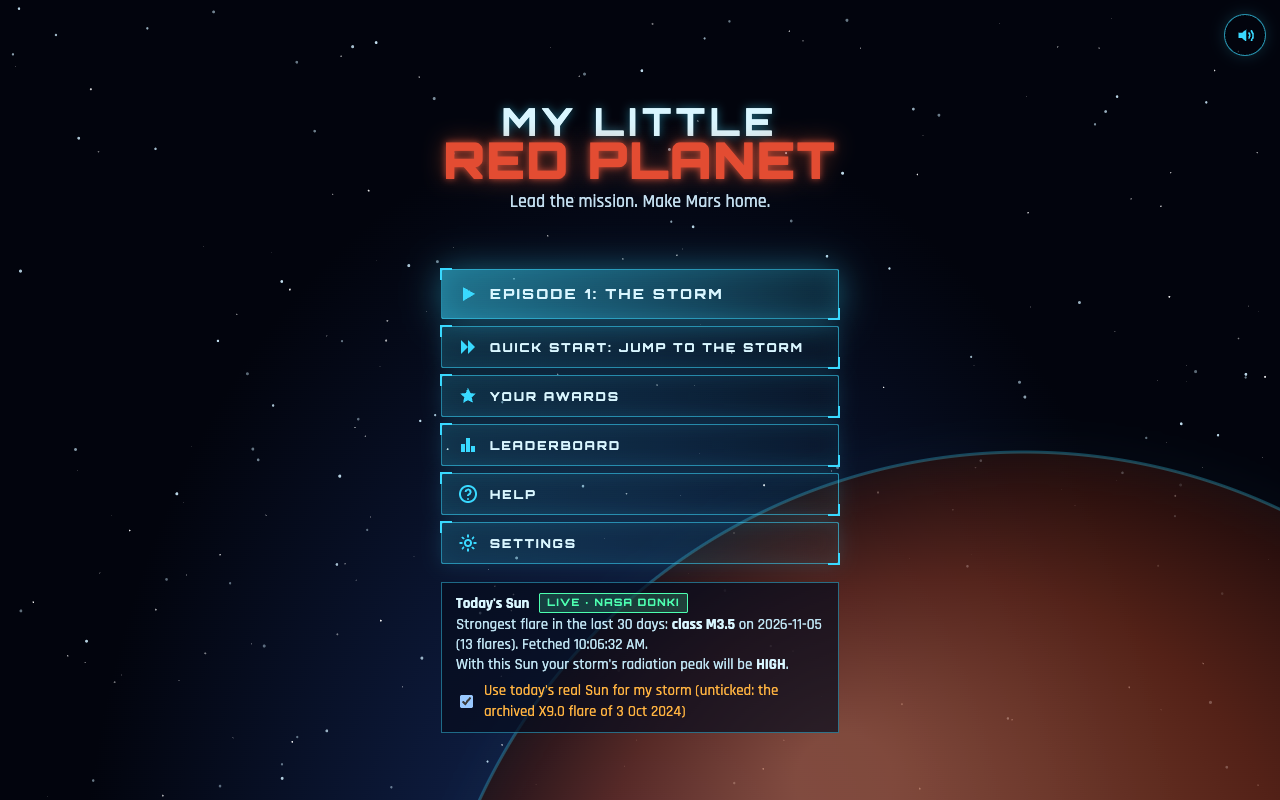 MY LITTLE
RED PLANET
Lead the mission. Make Mars home.
EPISODE 1: THE STORM
QUICK START: JUMP TO THE STORM
YOUR AWARDS
LEADERBOARD
HELP
SETTINGS
Today's Sun LIVE · NASA DONKI
Strongest flare in the last 30 days: class M3.5 on 2026-11-05
(13 flares). Fetched 10:06:32 AM.
With this Sun your storm's radiation peak will be HIGH.
Use today's real Sun for my storm (unticked: the
archived X9.0 flare of 3 Oct 2024)